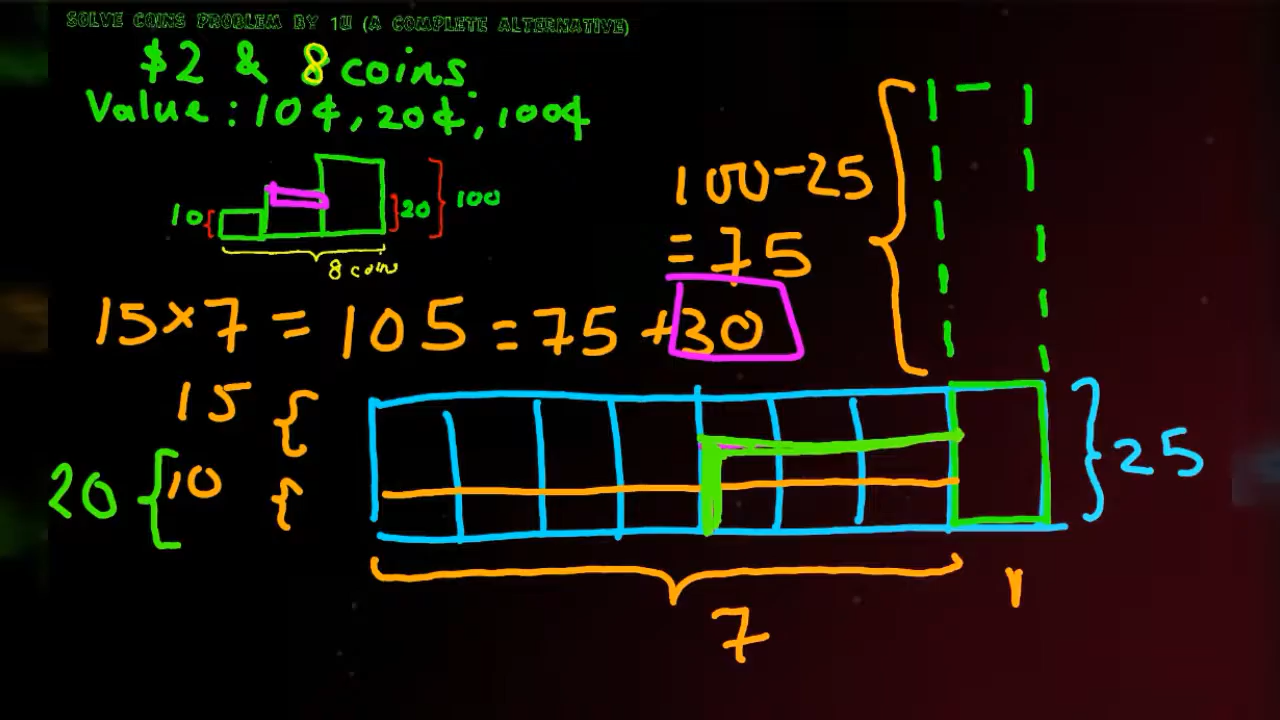 SOLVE COINS PROBLEM BY 1U (A COMPLETE ALTERNATIVE)
$2 & 8 coins.
Value: 10¢, 20¢, 100¢
10
20
100
8 coins
100-25
= 75
15×7 = 105 = 75 + 30
15
20
10
25
7
1